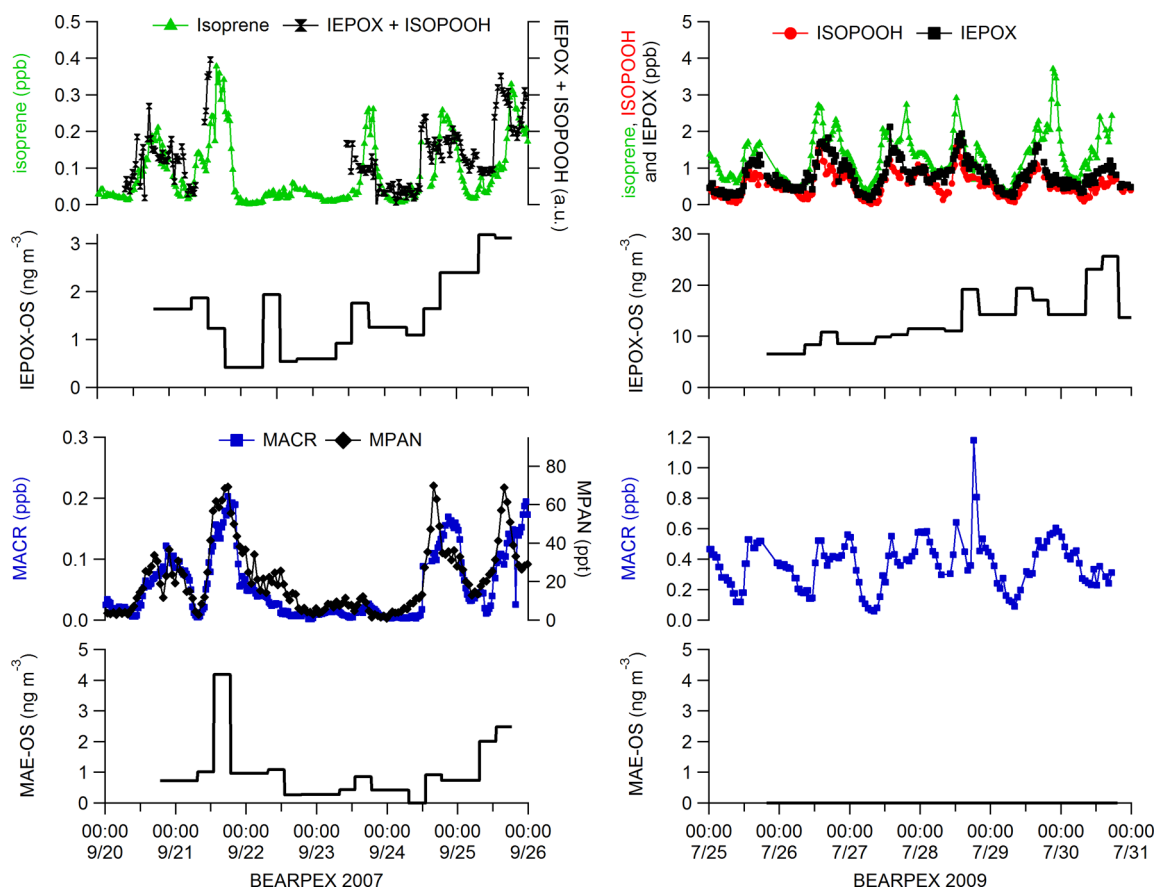 Isoprene IEPOX + ISOPOOH
isoprene (ppb)
0.5
0.4
0.3
0.2
0.1
0.0
IEPOX + ISOPOOH (a.u.)
ISOPOOH IEPOX
isoprene, ISOPOOH
and IEPOX (ppb)
5
4
3
2
1
0
IEPOX-OS (ng m⁻³)
3
2
1
0
IEPOX-OS (ng m⁻³)
30
20
10
0
MACR MPAN
MACR (ppb)
0.3
0.2
0.1
0.0
MPAN (ppt)
80
60
40
20
0
MACR (ppb)
1.2
1.0
0.8
0.6
0.4
0.2
0.0
MAE-OS (ng m⁻³)
5
4
3
2
1
0
00:00 00:00 00:00 00:00 00:00 00:00 00:00
9/20 9/21 9/22 9/23 9/24 9/25 9/26
BEARPEX 2007
MAE-OS (ng m⁻³)
5
4
3
2
1
0
00:00 00:00 00:00 00:00 00:00 00:00 00:00
7/25 7/26 7/27 7/28 7/29 7/30 7/31
BEARPEX 2009